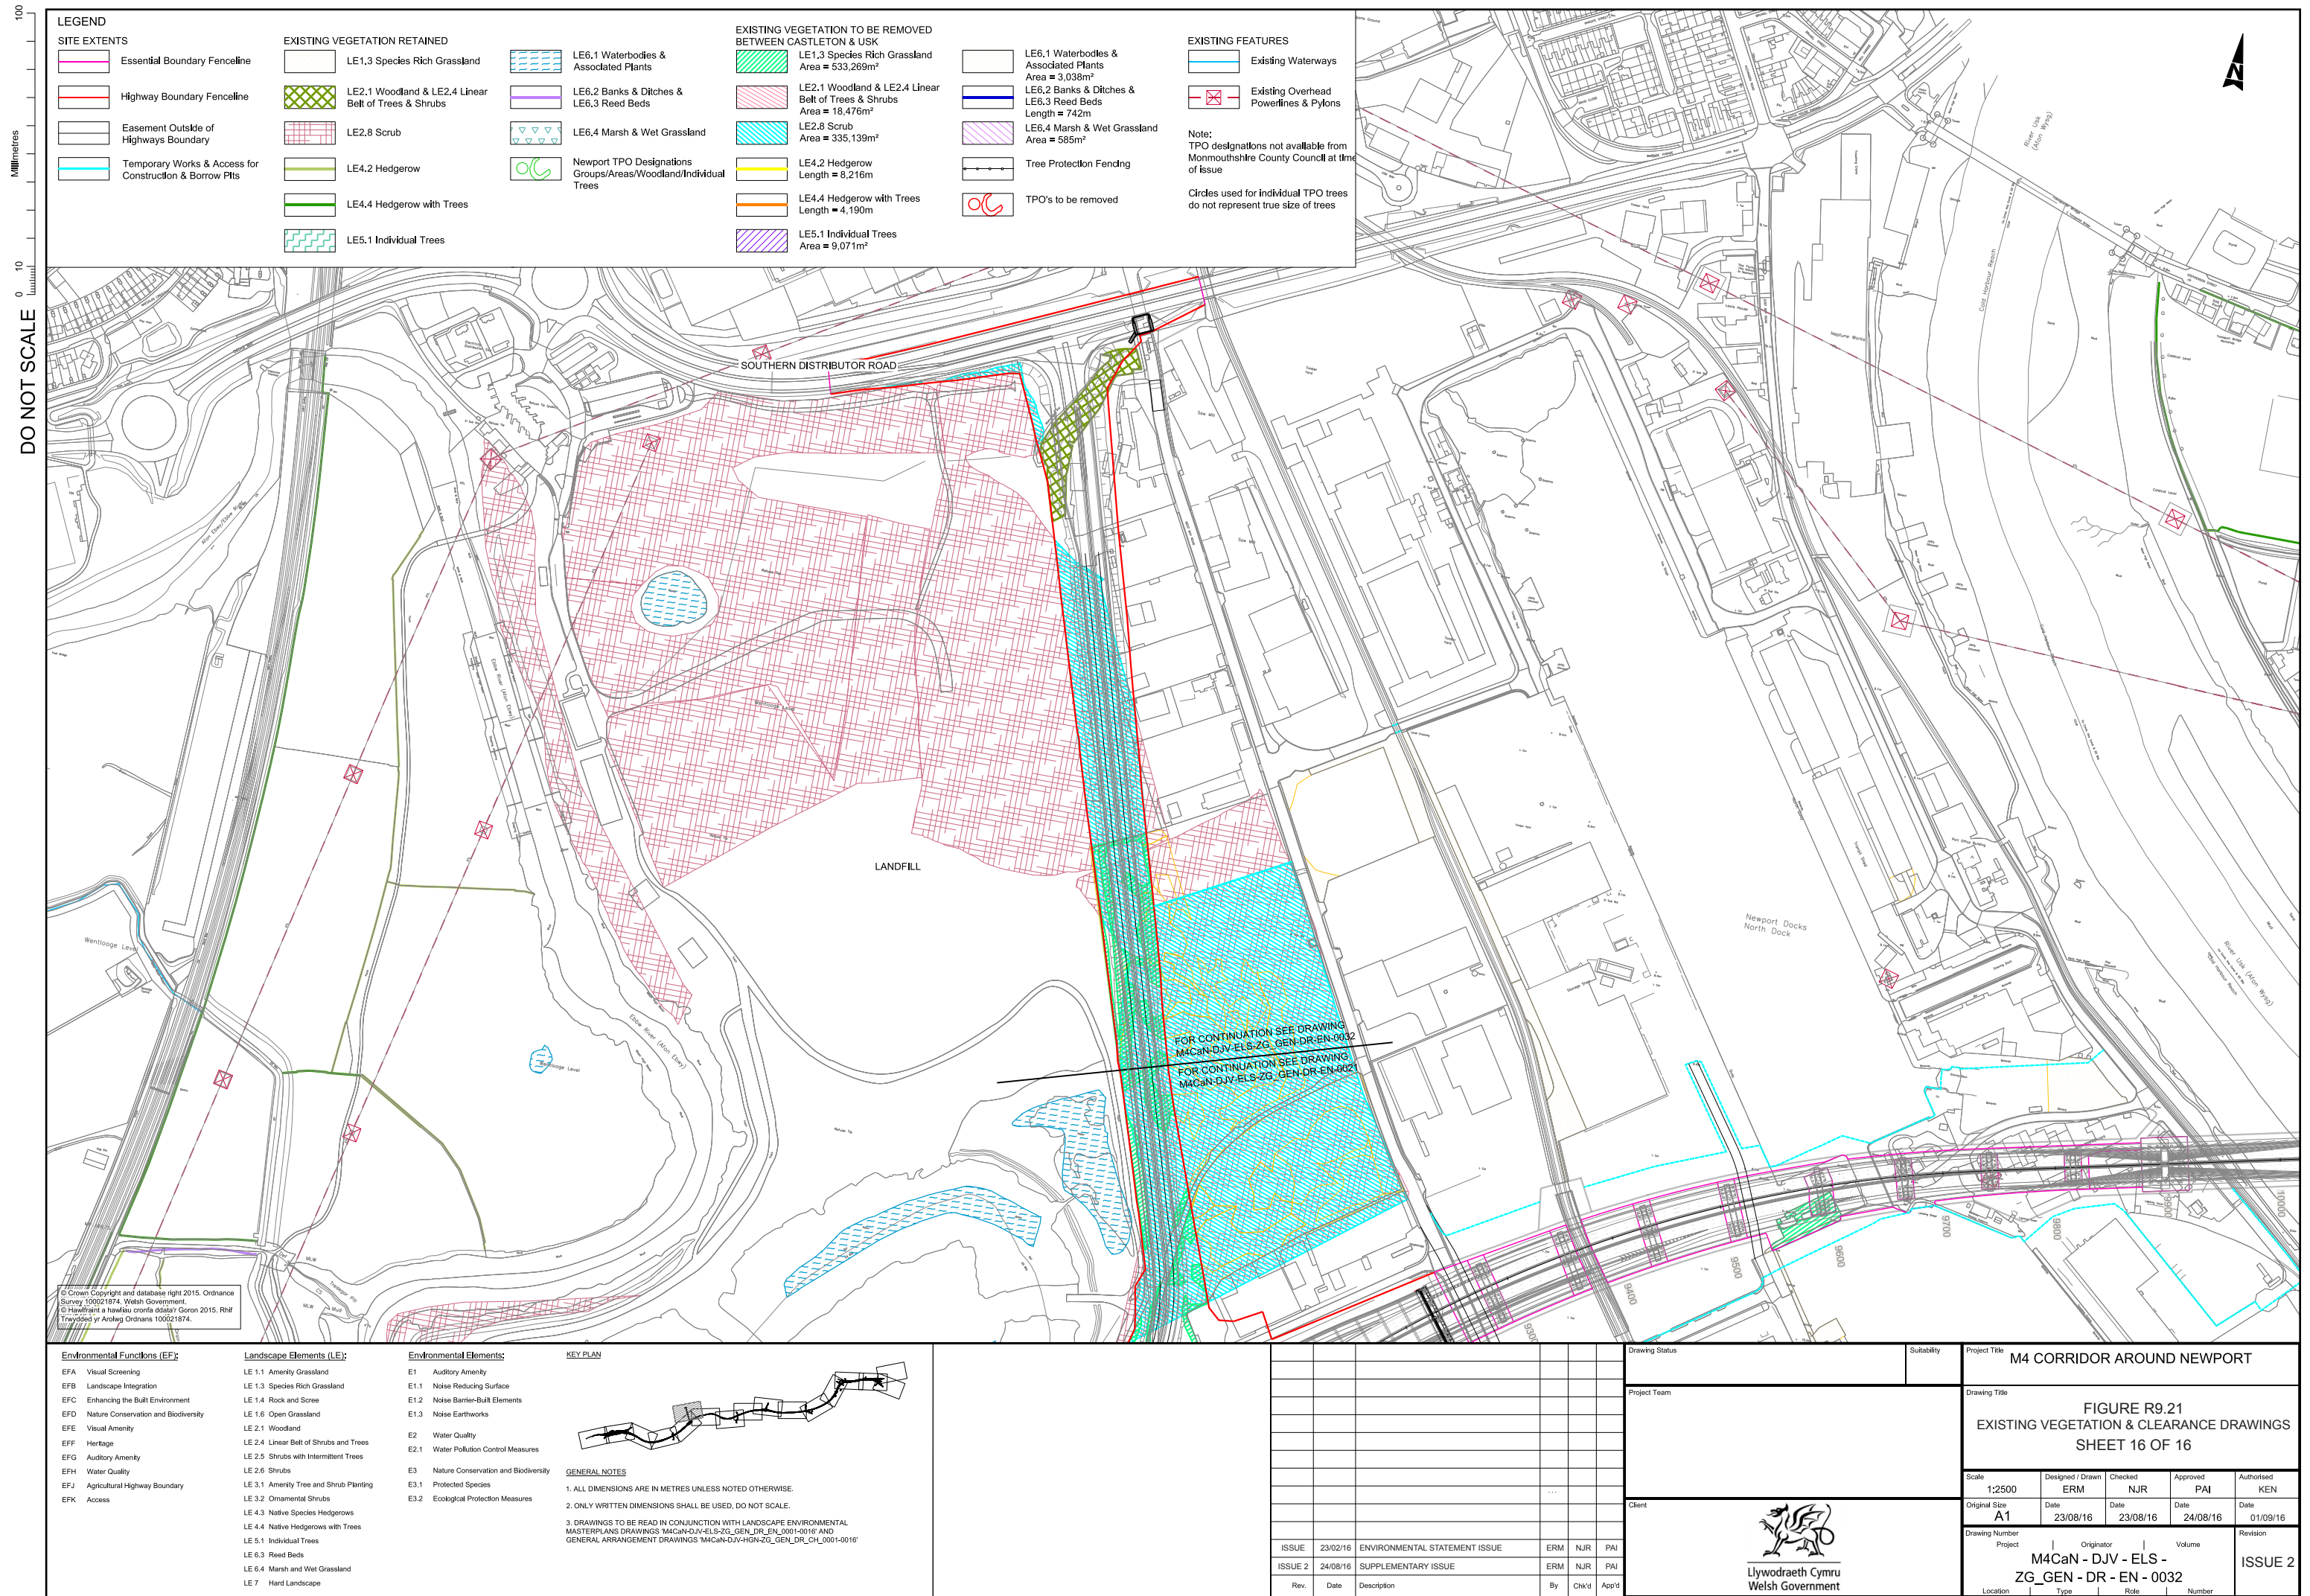 LEGEND
SITE EXTENTS
Essential Boundary Fenceline
Highway Boundary Fenceline
Easement Outside of
Highways Boundary
Temporary Works & Access for
Construction & Borrow Pits
EXISTING VEGETATION RETAINED
LE1.3 Species Rich Grassland
LE2.1 Woodland & LE2.4 Linear
Belt of Trees & Shrubs
LE2.8 Scrub
LE4.2 Hedgerow
LE4.4 Hedgerow with Trees
LE5.1 Individual Trees
LE6.1 Waterbodies &
Associated Plants
LE6.2 Banks & Ditches &
LE6.3 Reed Beds
LE6.4 Marsh & Wet Grassland
Newport TPO Designations
Groups/Areas/Woodland/Individual
Trees
EXISTING VEGETATION TO BE REMOVED
BETWEEN CASTLETON & USK
LE1.3 Species Rich Grassland
Area = 533,269m²
LE2.1 Woodland & LE2.4 Linear
Belt of Trees & Shrubs
Area = 18,476m²
LE2.8 Scrub
Area = 335,139m²
LE4.2 Hedgerow
Length = 8,216m
LE4.4 Hedgerow with Trees
Length = 4,190m
LE5.1 Individual Trees
Area = 9,071m²
LE6.1 Waterbodies &
Associated Plants
Area = 3,038m²
LE6.2 Banks & Ditches &
LE6.3 Reed Beds
Length = 742m
LE6.4 Marsh & Wet Grassland
Area = 585m²
Tree Protection Fencing
TPO's to be removed
EXISTING FEATURES
Existing Waterways
Existing Overhead
Powerlines & Pylons
Note:
TPO designations not available from
Monmouthshire County Council at time
of issue
Circles used for individual TPO trees
do not represent true size of trees
N
100
Millimetres
10
0
DO NOT SCALE
SOUTHERN DISTRIBUTOR ROAD
LANDFILL
Wentlooge Level
Wentlooge Level
Wentlooge Level
Ebbw River (Afon Ebwy)
Ebbw River (Afon Ebwy)
Newport Docks
North Dock
River Usk
(Afon Wysg)
River Usk (Afon Wysg)
FOR CONTINUATION SEE DRAWING
M4CaN-DJV-ELS-ZG_GEN-DR-EN-0032
FOR CONTINUATION SEE DRAWING
M4CaN-DJV-ELS-ZG_GEN-DR-EN-0021
9300
9400
9500
9600
9700
9800
9900
10000
© Crown Copyright and database right 2015. Ordnance
Survey 100021874. Welsh Government.
© Hawlfraint a hawliau cronfa ddata'r Goron 2015. Rhif
Trwydded yr Arolwg Ordnans 100021874.
Environmental Functions (EF):
EFA Visual Screening
EFB Landscape Integration
EFC Enhancing the Built Environment
EFD Nature Conservation and Biodiversity
EFE Visual Amenity
EFF Heritage
EFG Auditory Amenity
EFH Water Quality
EFJ Agricultural Highway Boundary
EFK Access
Landscape Elements (LE):
LE 1.1 Amenity Grassland
LE 1.3 Species Rich Grassland
LE 1.4 Rock and Scree
LE 1.6 Open Grassland
LE 2.1 Woodland
LE 2.4 Linear Belt of Shrubs and Trees
LE 2.5 Shrubs with Intermittent Trees
LE 2.6 Shrubs
LE 3.1 Amenity Tree and Shrub Planting
LE 3.2 Ornamental Shrubs
LE 4.3 Native Species Hedgerows
LE 4.4 Native Hedgerows with Trees
LE 5.1 Individual Trees
LE 6.3 Reed Beds
LE 6.4 Marsh and Wet Grassland
LE 7 Hard Landscape
Environmental Elements:
E1 Auditory Amenity
E1.1 Noise Reducing Surface
E1.2 Noise Barrier-Built Elements
E1.3 Noise Earthworks
E2 Water Quality
E2.1 Water Pollution Control Measures
E3 Nature Conservation and Biodiversity
E3.1 Protected Species
E3.2 Ecological Protection Measures
KEY PLAN
GENERAL NOTES
1. ALL DIMENSIONS ARE IN METRES UNLESS NOTED OTHERWISE.
2. ONLY WRITTEN DIMENSIONS SHALL BE USED, DO NOT SCALE.
3. DRAWINGS TO BE READ IN CONJUNCTION WITH LANDSCAPE ENVIRONMENTAL
MASTERPLANS DRAWINGS 'M4CaN-DJV-ELS-ZG_GEN_DR_EN_0001-0016' AND
GENERAL ARRANGEMENT DRAWINGS 'M4CaN-DJV-HGN-ZG_GEN_DR_CH_0001-0016'
...
ISSUE 23/02/16 ENVIRONMENTAL STATEMENT ISSUE ERM NJR PAI
ISSUE 2 24/08/16 SUPPLEMENTARY ISSUE ERM NJR PAI
Rev. Date Description By Chk'd App'd
Drawing Status
Suitability
Project Team
Client
Llywodraeth Cymru
Welsh Government
Project Title
M4 CORRIDOR AROUND NEWPORT
Drawing Title
FIGURE R9.21
EXISTING VEGETATION & CLEARANCE DRAWINGS
SHEET 16 OF 16
Scale Designed / Drawn Checked Approved Authorised
1:2500 ERM NJR PAI KEN
Original Size Date Date Date Date
A1 23/08/16 23/08/16 24/08/16 01/09/16
Drawing Number Revision
Project Originator Volume
M4CaN - DJV - ELS -
ZG_GEN - DR - EN - 0032
ISSUE 2
Location Type Role Number